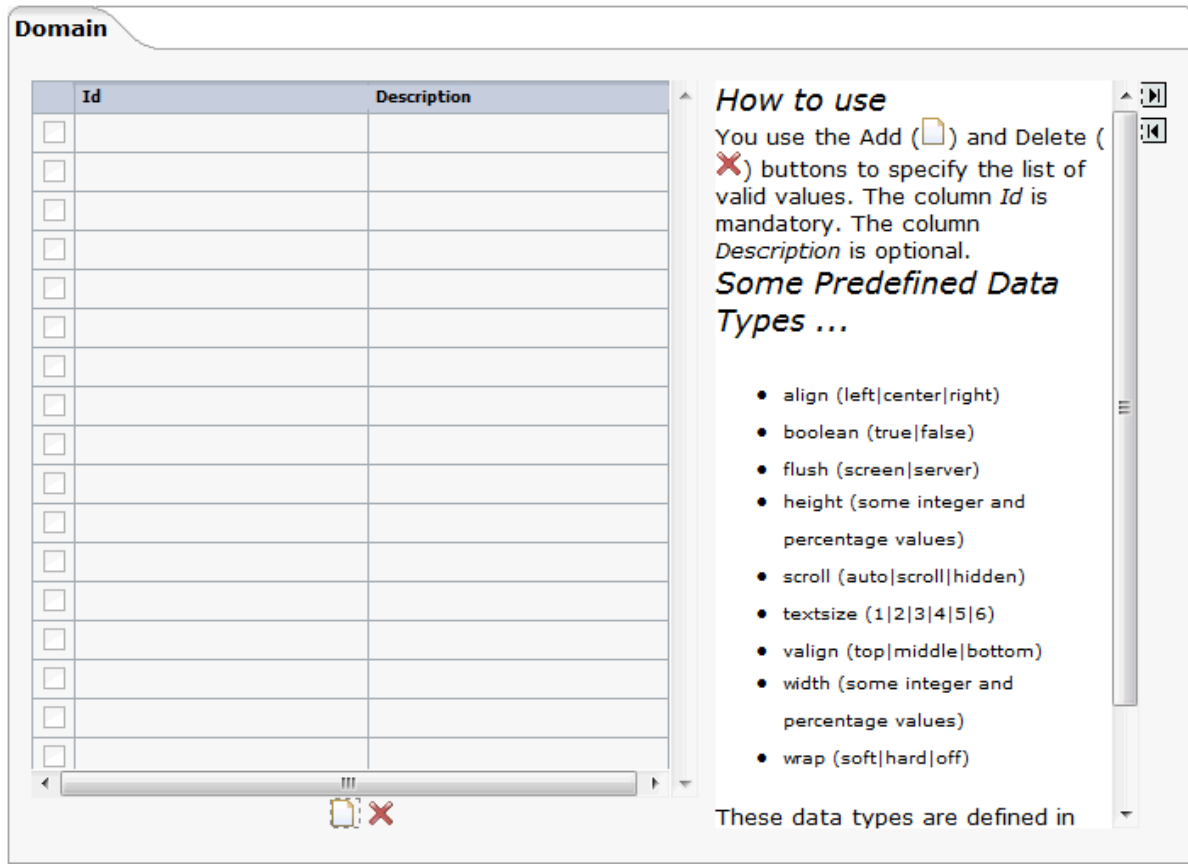 Domain
Id Description
How to use
You use the Add ( ) and Delete (
) buttons to specify the list of
valid values. The column Id is
mandatory. The column
Description is optional.
Some Predefined Data
Types ...
• align (left|center|right)
• boolean (true|false)
• flush (screen|server)
• height (some integer and
percentage values)
• scroll (auto|scroll|hidden)
• textsize (1|2|3|4|5|6)
• valign (top|middle|bottom)
• width (some integer and
percentage values)
• wrap (soft|hard|off)
These data types are defined in